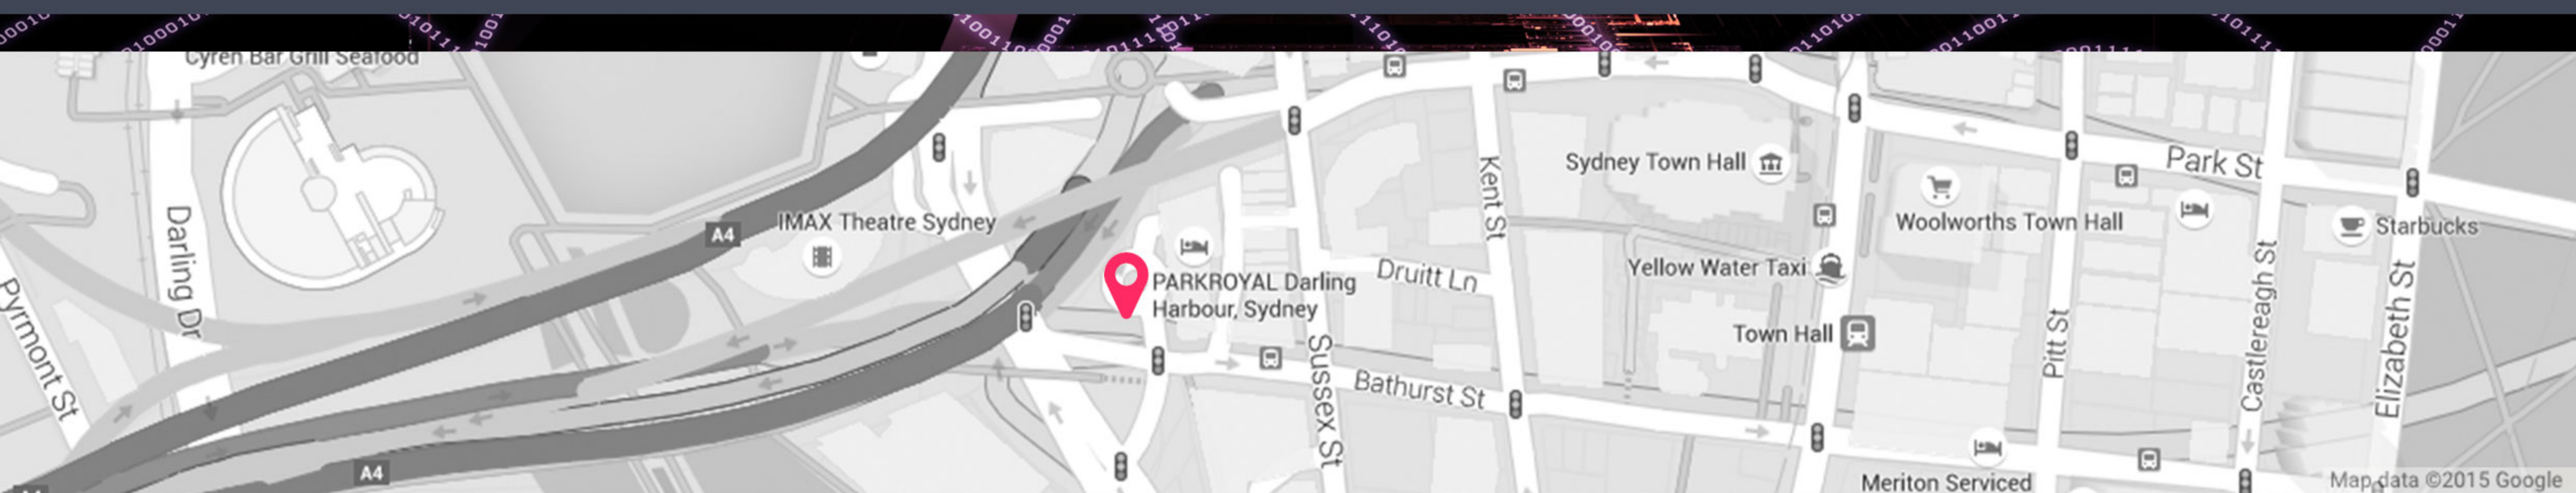 Cyren Bar Grill Seafood
Darling Dr
Pyrmont St
A4
IMAX Theatre Sydney
A4
PARKROYAL Darling
Harbour, Sydney
Sussex St
Druitt Ln
Kent St
Bathurst St
Sydney Town Hall
Yellow Water Taxi
Town Hall
Woolworths Town Hall
Park St
Starbucks
Pitt St
Castlereagh St
Elizabeth St
Meriton Serviced
Map data ©2015 Google